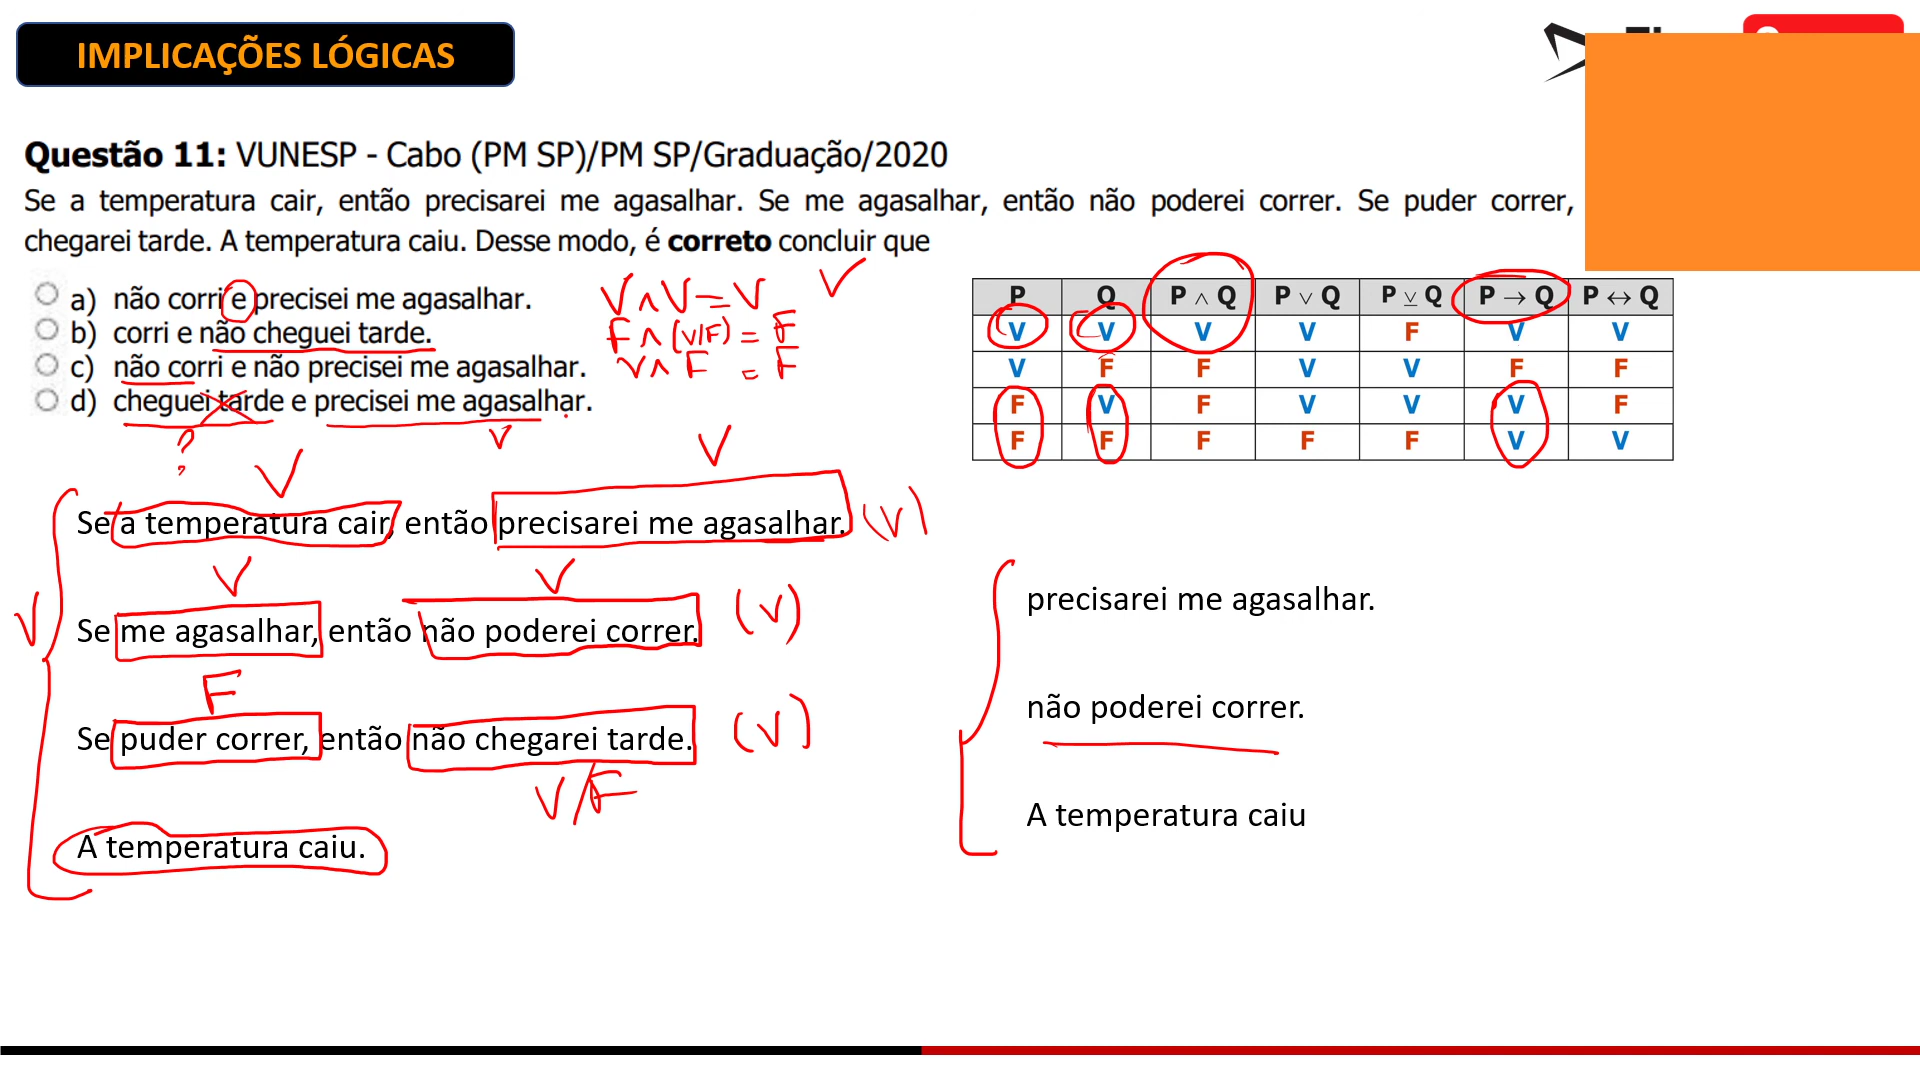 IMPLICAÇÕES LÓGICAS
Questão 11: VUNESP - Cabo (PM SP)/PM SP/Graduação/2020
Se a temperatura cair, então precisarei me agasalhar. Se me agasalhar, então não poderei correr. Se puder correr,
chegarei tarde. A temperatura caiu. Desse modo, é correto concluir que
a) não corri e precisei me agasalhar.
b) corri e não cheguei tarde.
c) não corri e não precisei me agasalhar.
d) cheguei tarde e precisei me agasalhar.
V ∧ V = V V
F ∧ (V/F) = F
V ∧ F = F
? V
P Q P ∧ Q P ∨ Q P ⊻ Q P → Q P ↔ Q
V V V V F V V
V F F V V F F
F V F V V V F
F F F F F V V
V V
Se a temperatura cair, então precisarei me agasalhar. (V)
V V
Se me agasalhar, então não poderei correr. (V)
V
F
Se puder correr, então não chegarei tarde. (V)
V/F
A temperatura caiu.
precisarei me agasalhar.
não poderei correr.
A temperatura caiu